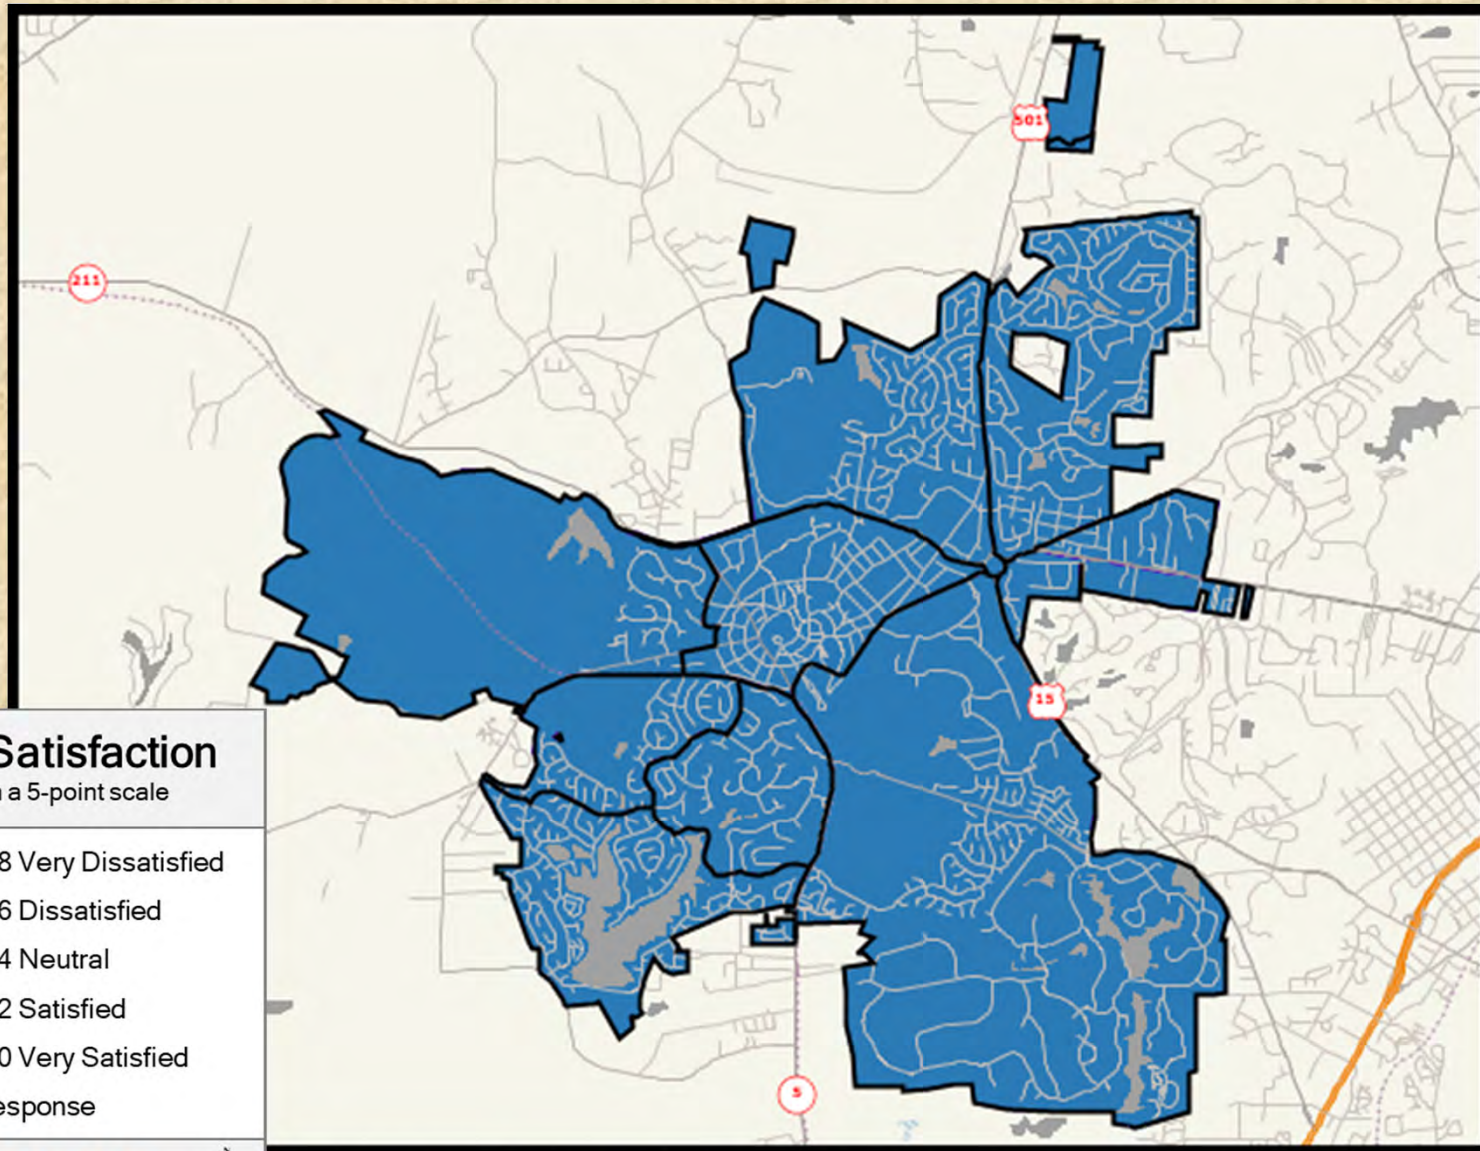 501
211
15
Satisfaction
a 5-point scale
8 Very Dissatisfied
6 Dissatisfied
4 Neutral
2 Satisfied
0 Very Satisfied
esponse
5